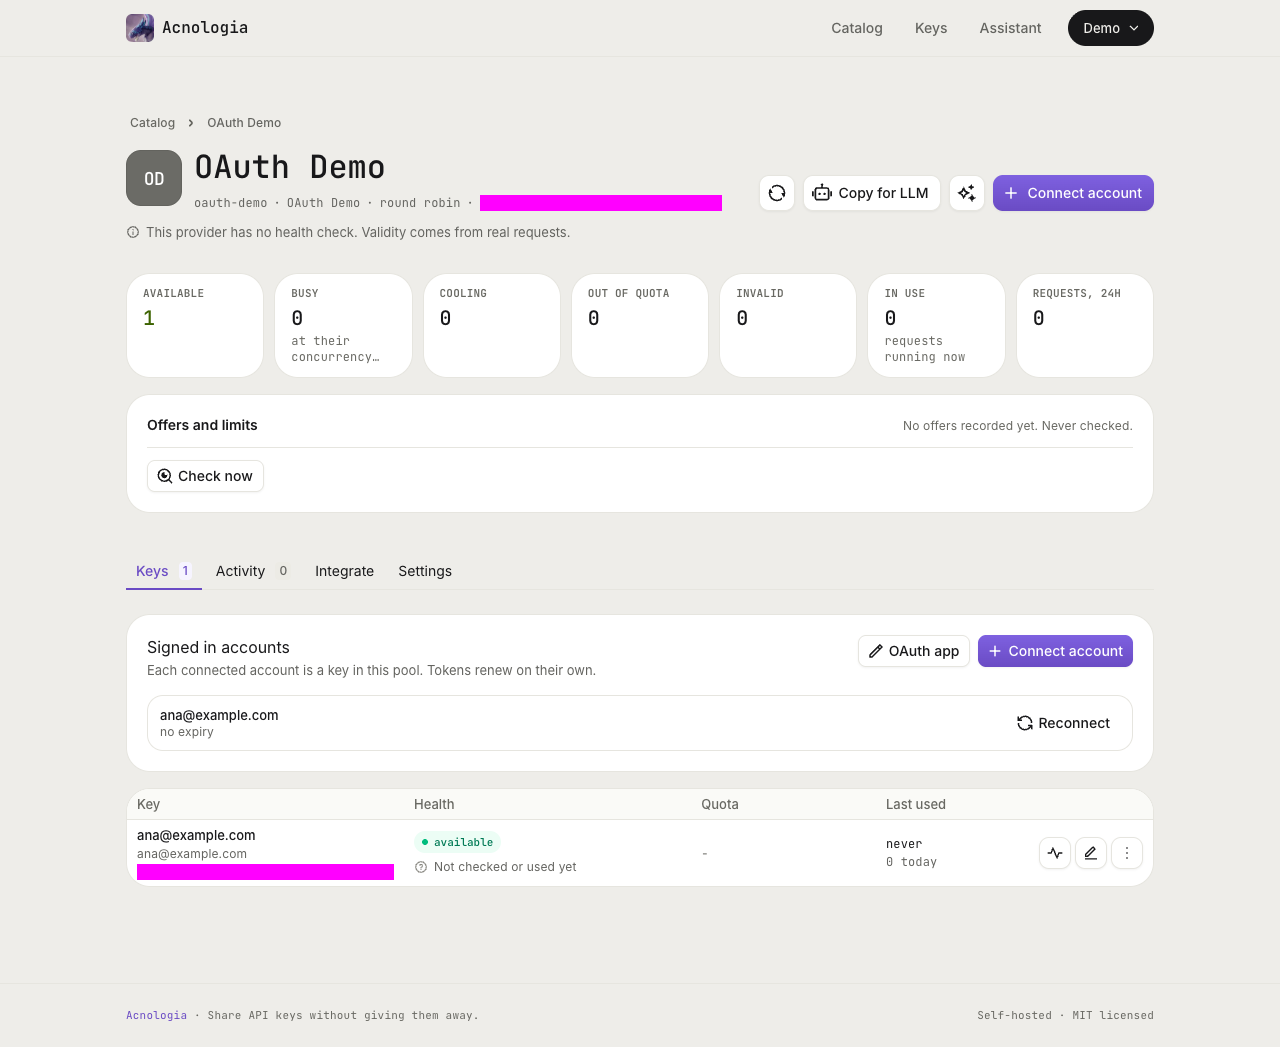 Acnologia
Catalog Keys Assistant Demo
Catalog › OAuth Demo
OD
OAuth Demo
oauth-demo · OAuth Demo · round robin ·
Copy for LLM
Connect account
This provider has no health check. Validity comes from real requests.
AVAILABLE
1
BUSY
0
at their
concurrency…
COOLING
0
OUT OF QUOTA
0
INVALID
0
IN USE
0
requests
running now
REQUESTS, 24H
0
Offers and limits
No offers recorded yet. Never checked.
Check now
Keys 1 Activity 0 Integrate Settings
Signed in accounts
Each connected account is a key in this pool. Tokens renew on their own.
OAuth app
Connect account
ana@example.com
no expiry
Reconnect
Key Health Quota Last used
ana@example.com
ana@example.com
available
Not checked or used yet
-
never
0 today
Acnologia · Share API keys without giving them away.
Self-hosted · MIT licensed